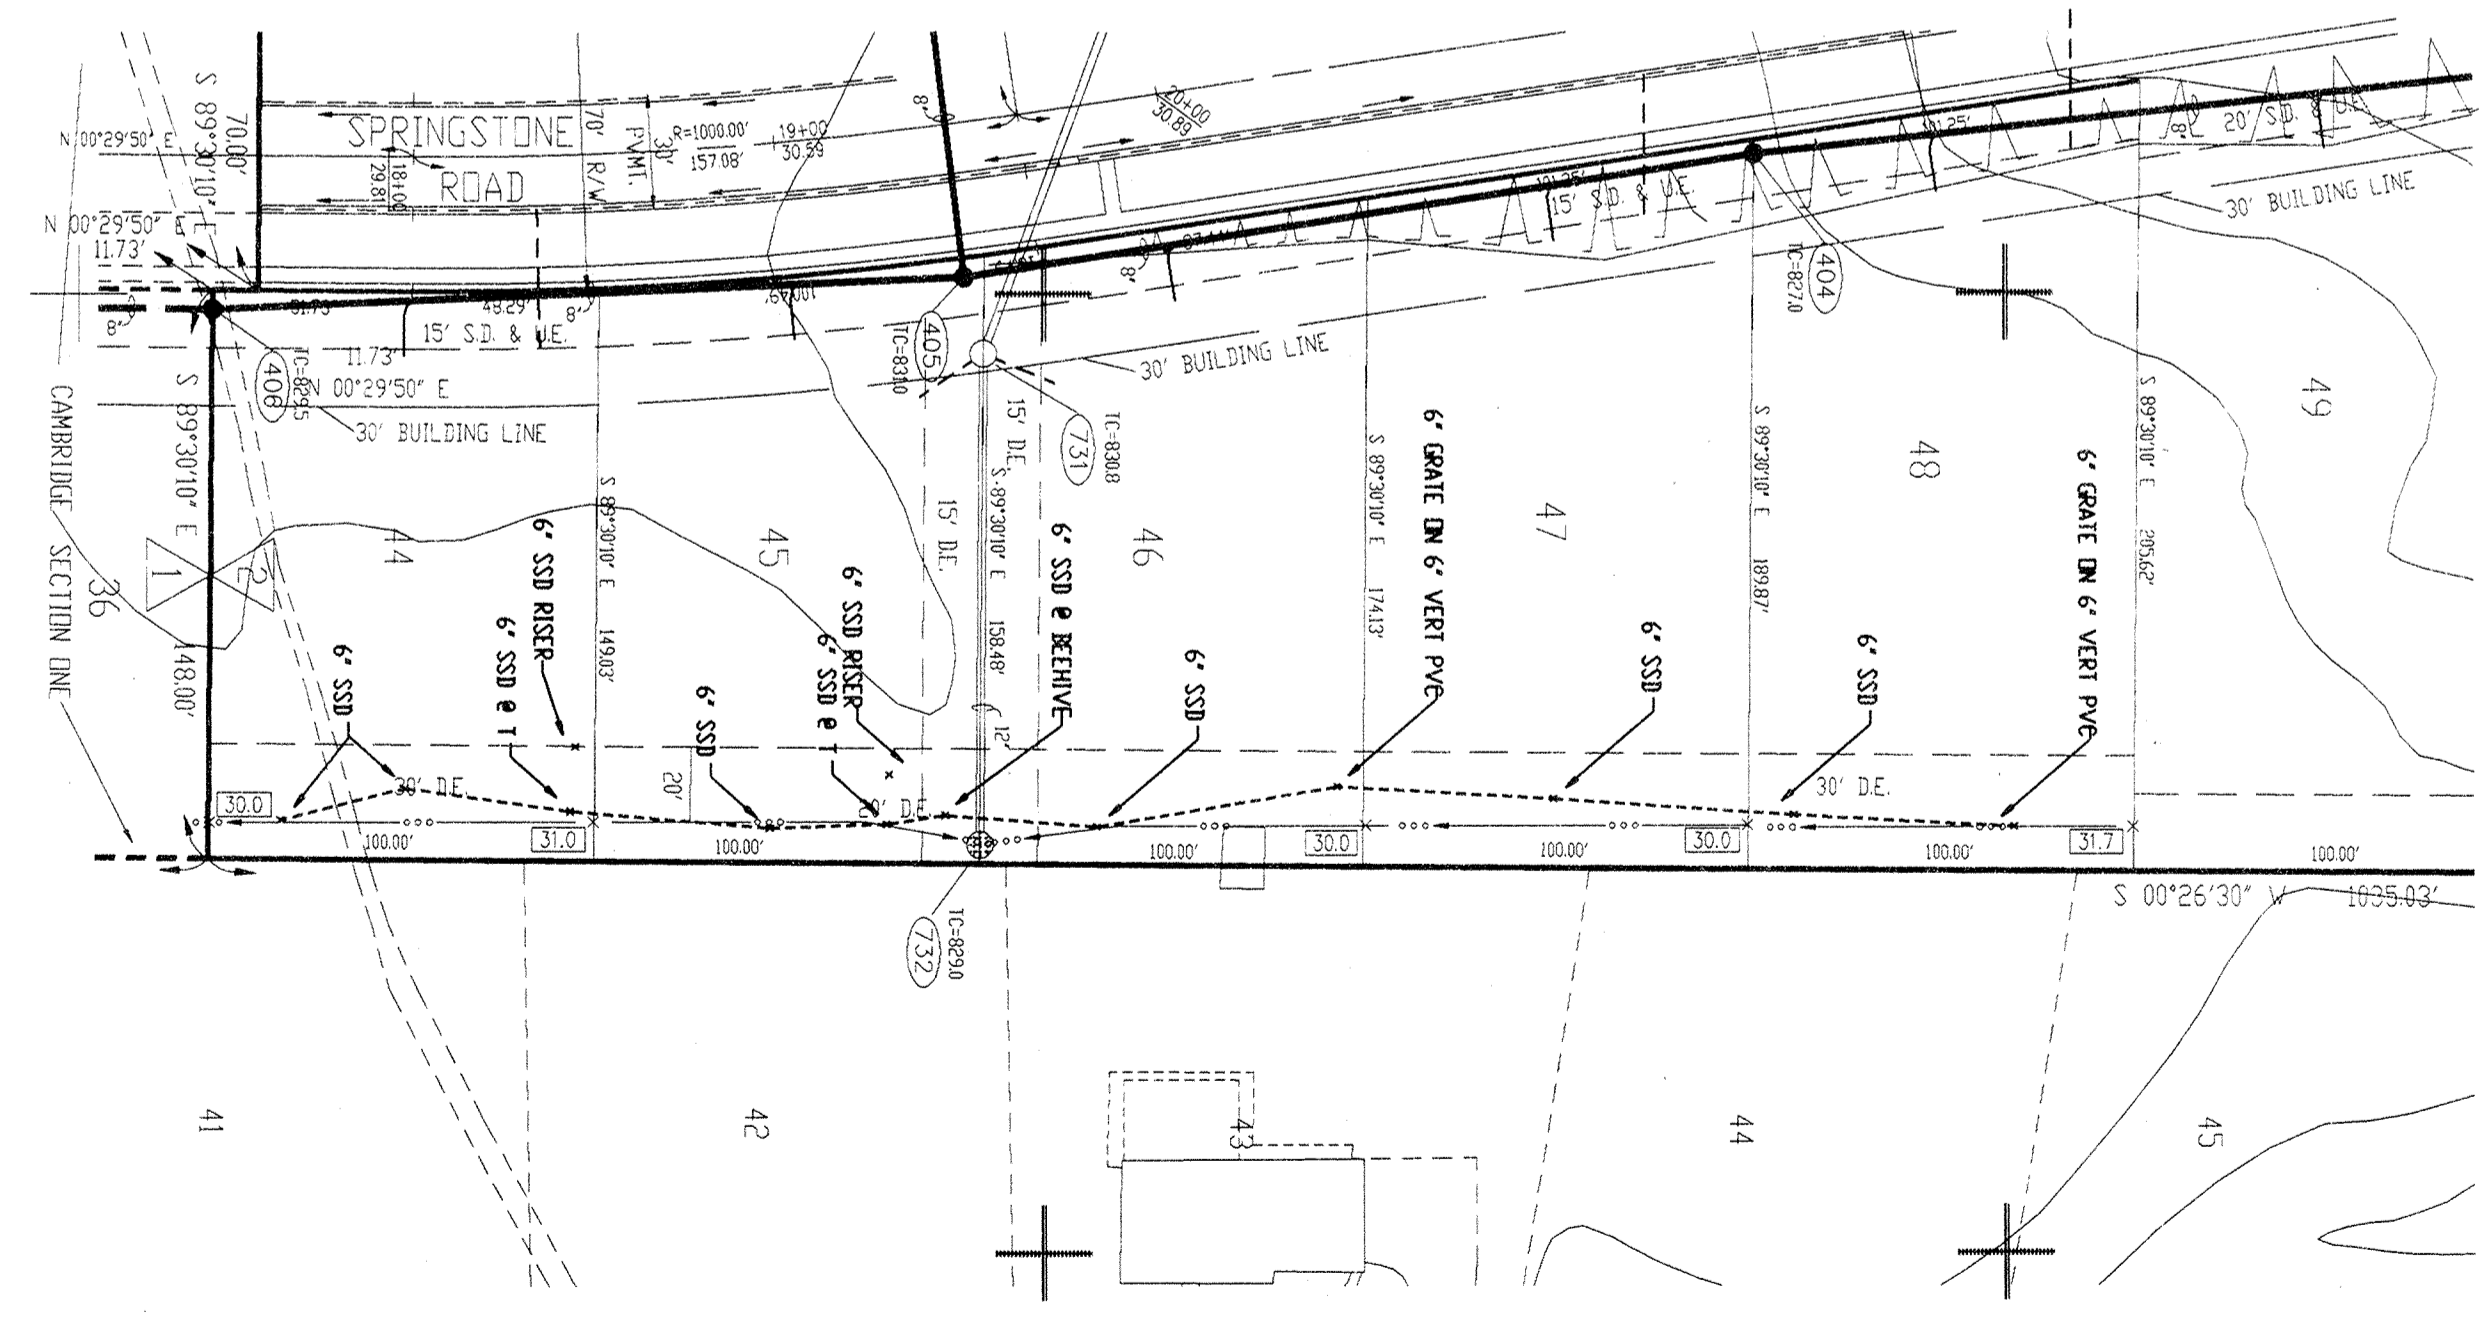 S 89°30'10" E
70.00'
N 00°29'50" E
SPRINGSTONE
ROAD
18+00
29.81
70' R/W
30'
PVMT.
R=1000.00'
157.08'
19+00
30.59
8"
20+00
30.89
N 00°29'50" E
11.73'
8"
48.29'
8"
15' S.D. & U.E.
100.49'
8"
15' S.D. & U.E.
8"
20' S.D. & U.E.
30' BUILDING LINE
11.73'
N 00°29'50" E
30' BUILDING LINE
406
TC=829.5
405
TC=831.0
30' BUILDING LINE
404
TC=827.0
731
TC=830.8
CAMBRIDGE SECTION ONE
36
S 89°30'10" E
148.00'
1
2
44
45
46
47
48
49
S 89°30'10" E 149.03'
15' D.E.
15' D.E.
S 89°30'10" E 158.48'
12"
S 89°30'10" E 174.13'
S 89°30'10" E 189.87'
S 89°30'10" E 205.62'
6" SSD
6" SSD @ T
6" SSD RISER
6" SSD
6" SSD @ T
6" SSD RISER
6" SSD @ BEEHIVE
6" SSD
6" GRATE ON 6" VERT PVC
6" SSD
6" SSD
6" GRATE ON 6" VERT PVC
30' D.E.
20'
D.E.
30' D.E.
30.0
31.0
30.0
30.0
31.7
100.00'
100.00'
100.00'
100.00'
100.00'
100.00'
S 00°26'30" W 1035.03'
732
TC=829.0
41
42
43
44
45